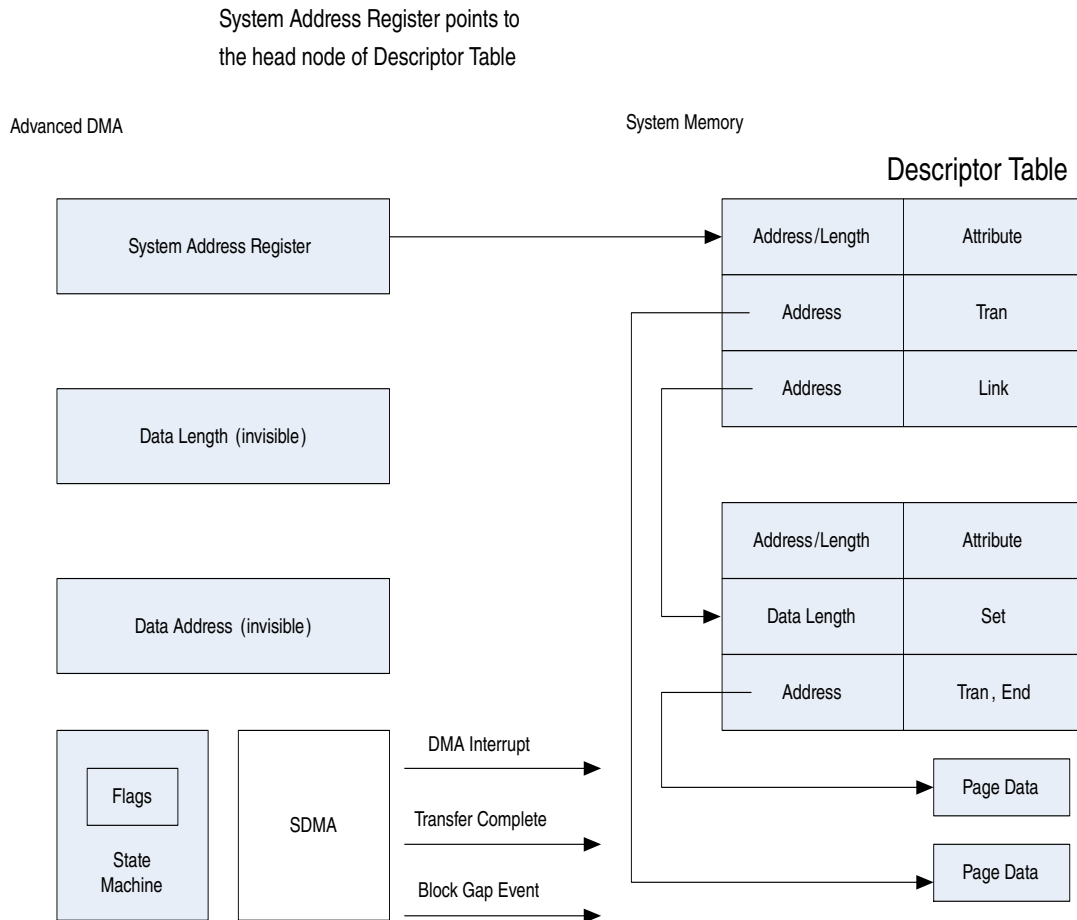 System Address Register points to
the head node of Descriptor Table
Advanced DMA
System Memory
Descriptor Table
System Address Register
Address/Length
Attribute
Address
Tran
Address
Link
Data Length (invisible)
Address/Length
Attribute
Data Address (invisible)
Data Length
Set
Address
Tran, End
DMA Interrupt
Flags
Page Data
SDMA
Transfer Complete
State
Machine
Page Data
Block Gap Event